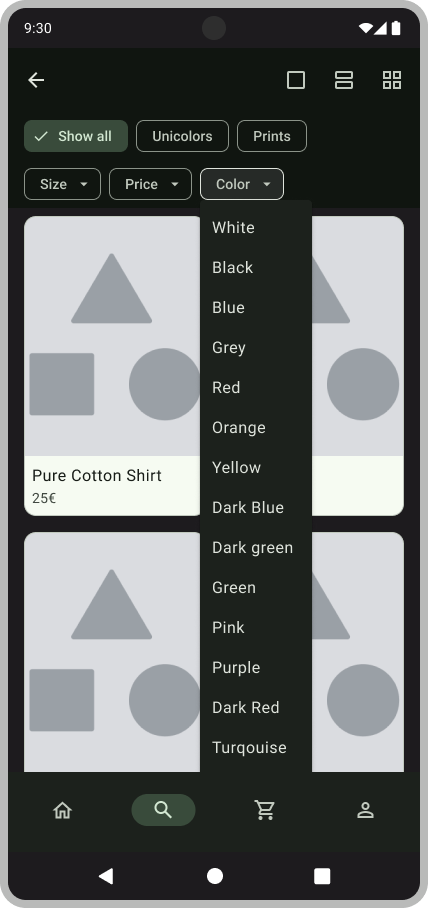 9:30
Show all
Unicolors
Prints
Size
Price
Color
White
Black
Blue
Grey
Red
Orange
Yellow
Dark Blue
Dark green
Green
Pink
Purple
Dark Red
Turqouise
Pure Cotton Shirt
25€